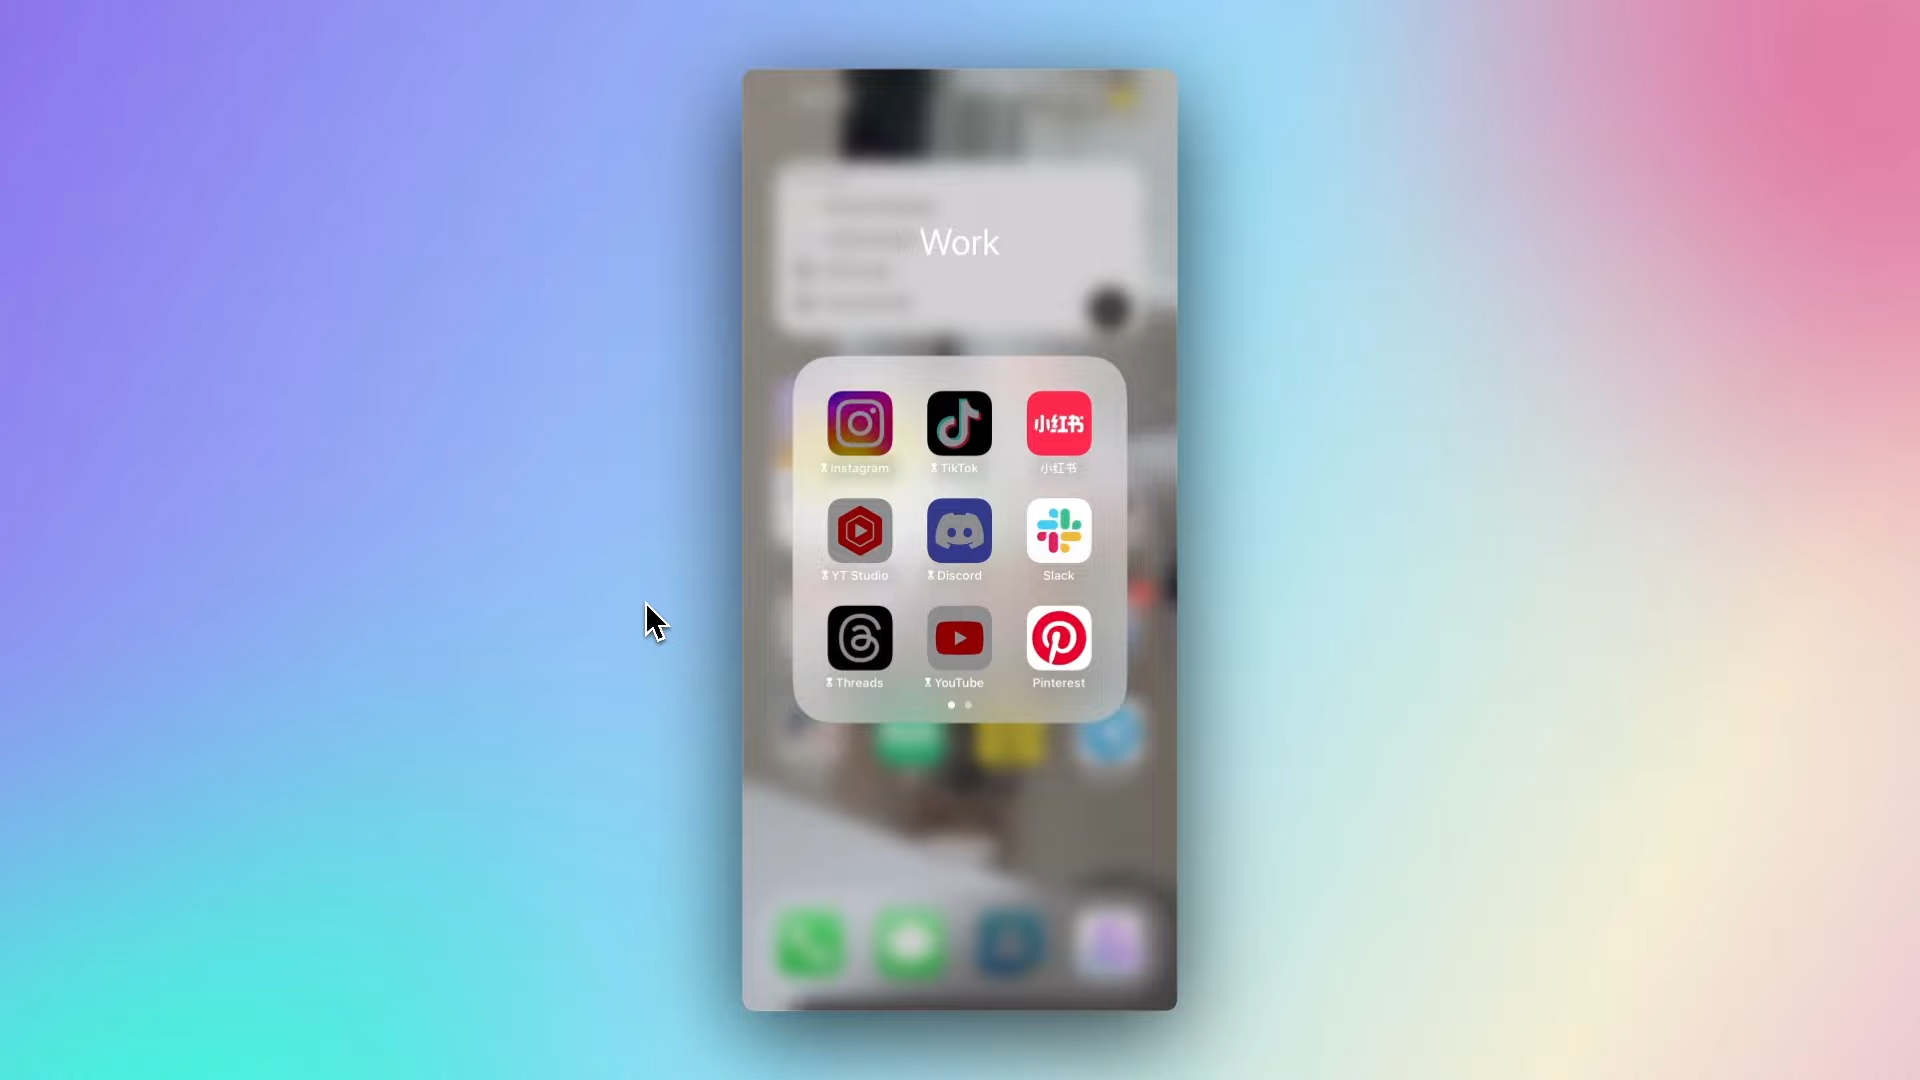 Work
小红书
Instagram
TikTok
小红书
YT Studio
Discord
Slack
Threads
YouTube
Pinterest